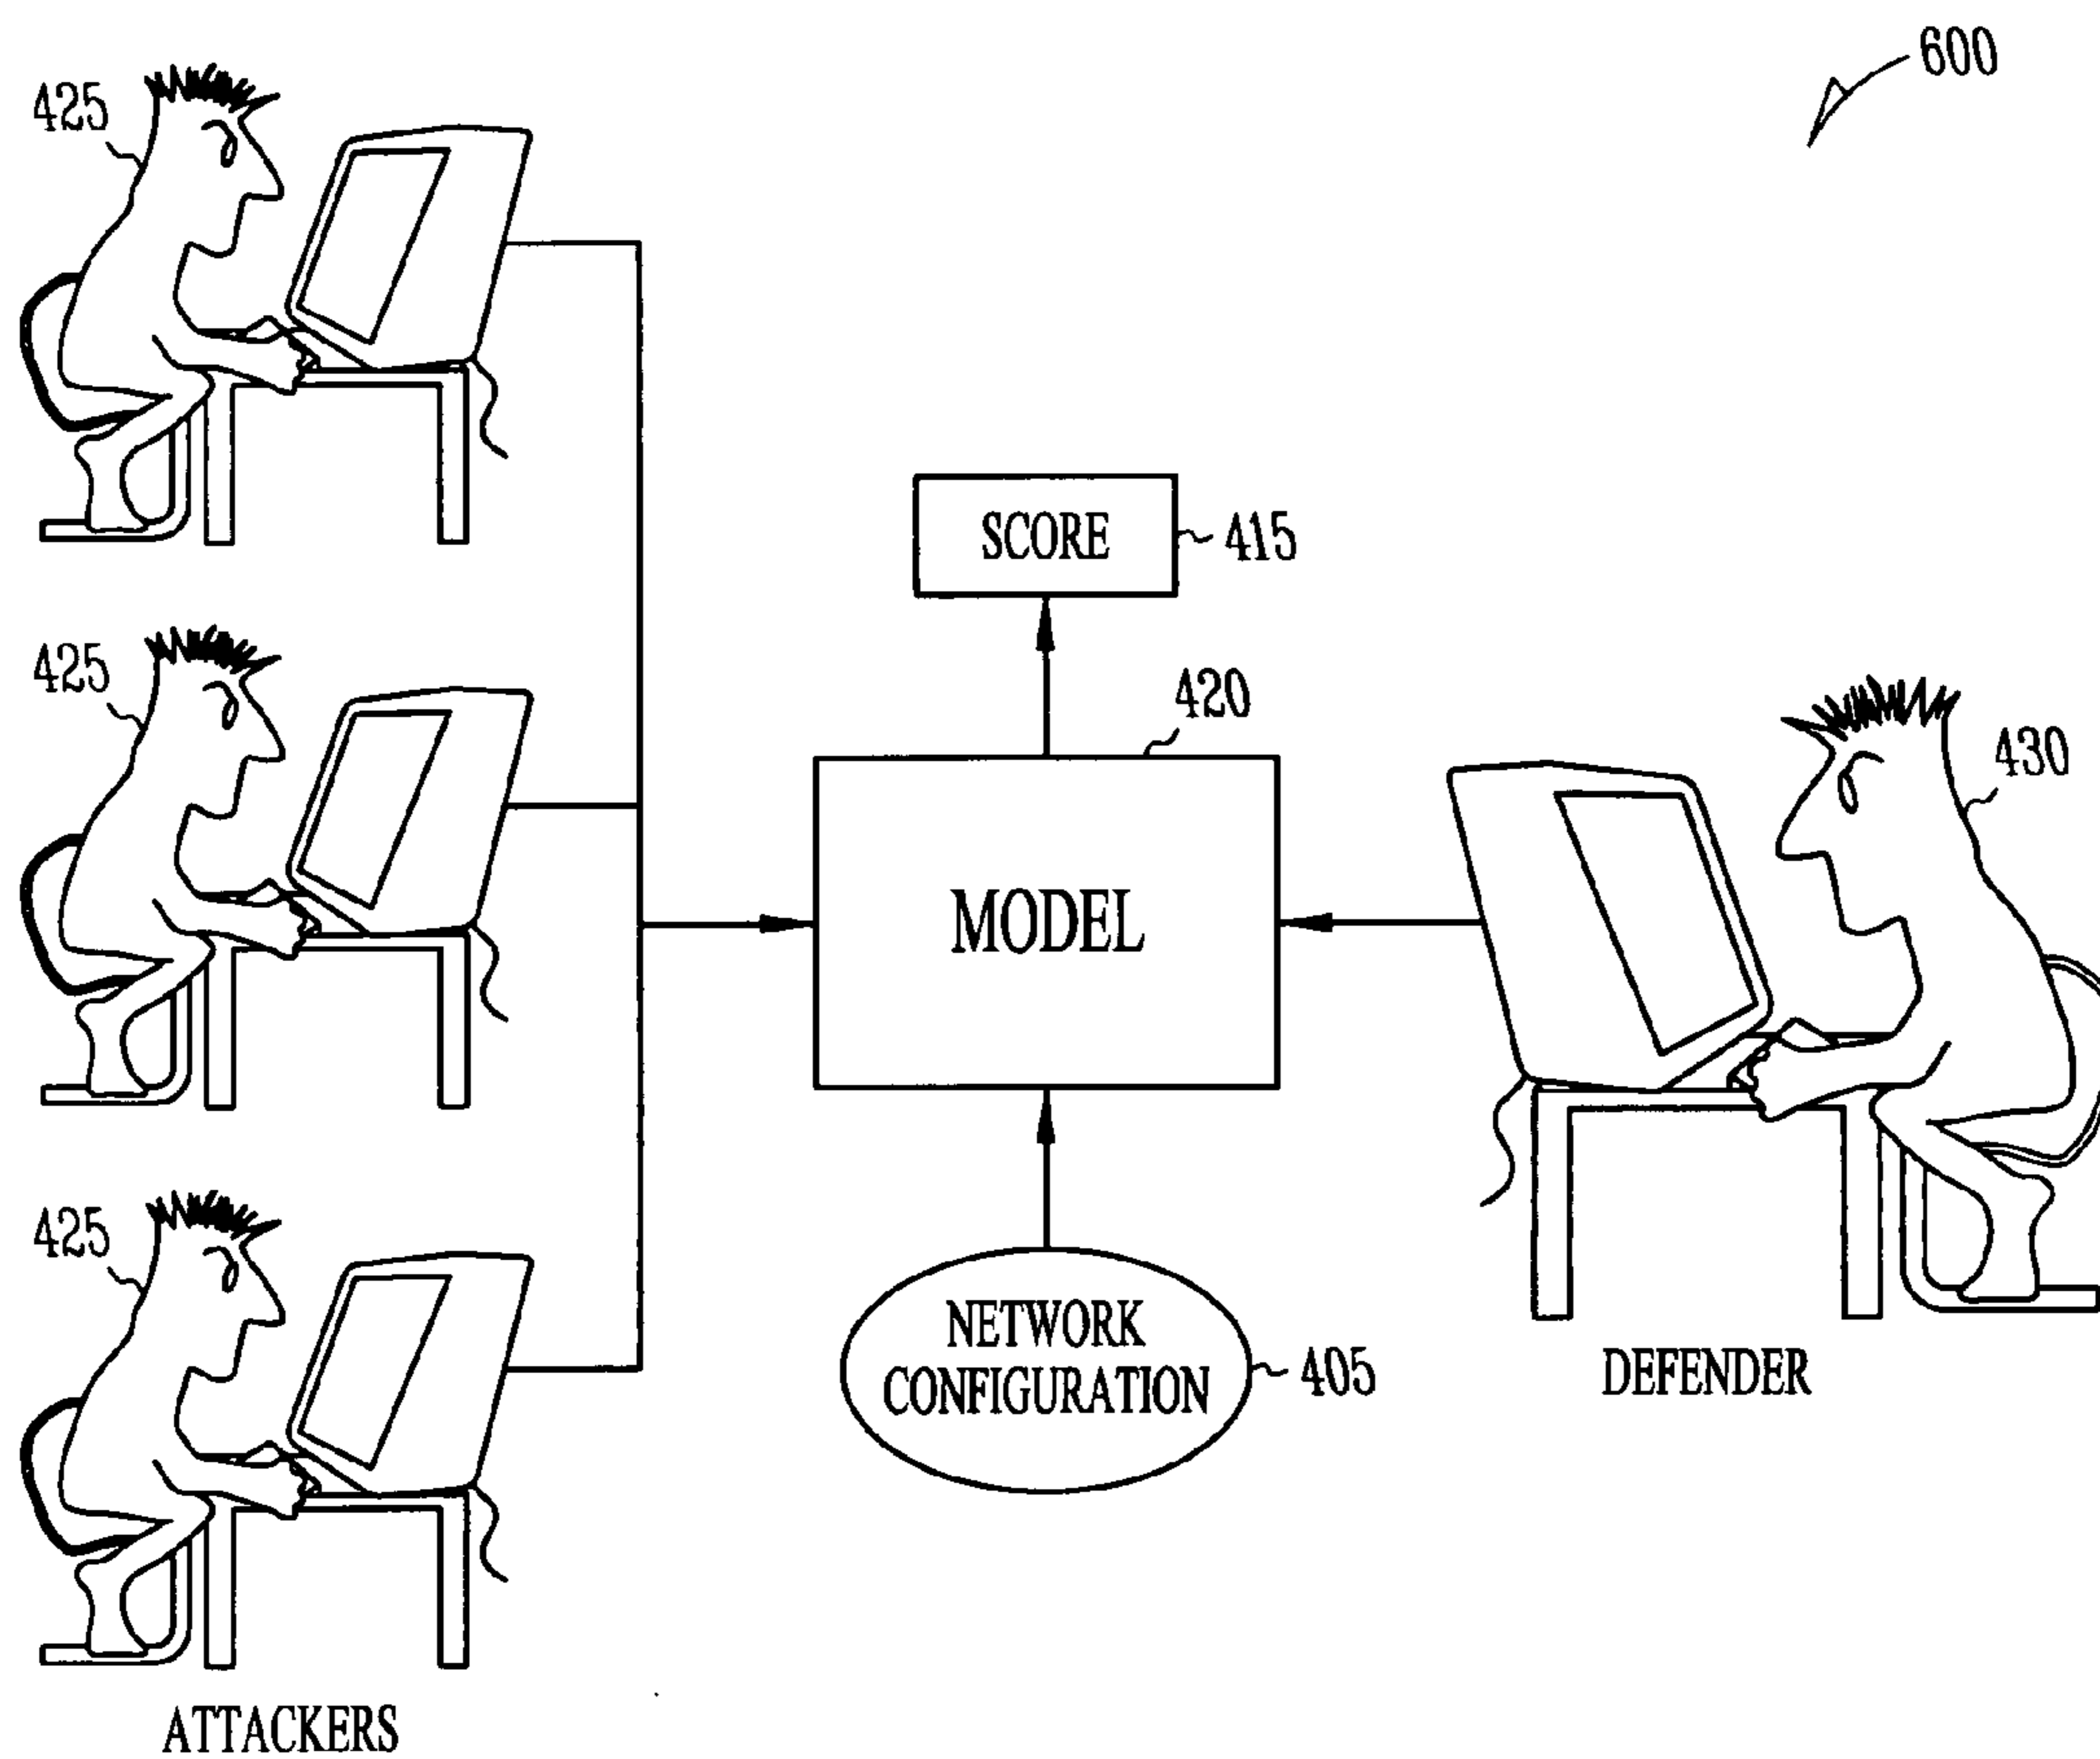 600
425
SCORE
415
425
420
430
MODEL
425
NETWORK
CONFIGURATION
405
DEFENDER
ATTACKERS